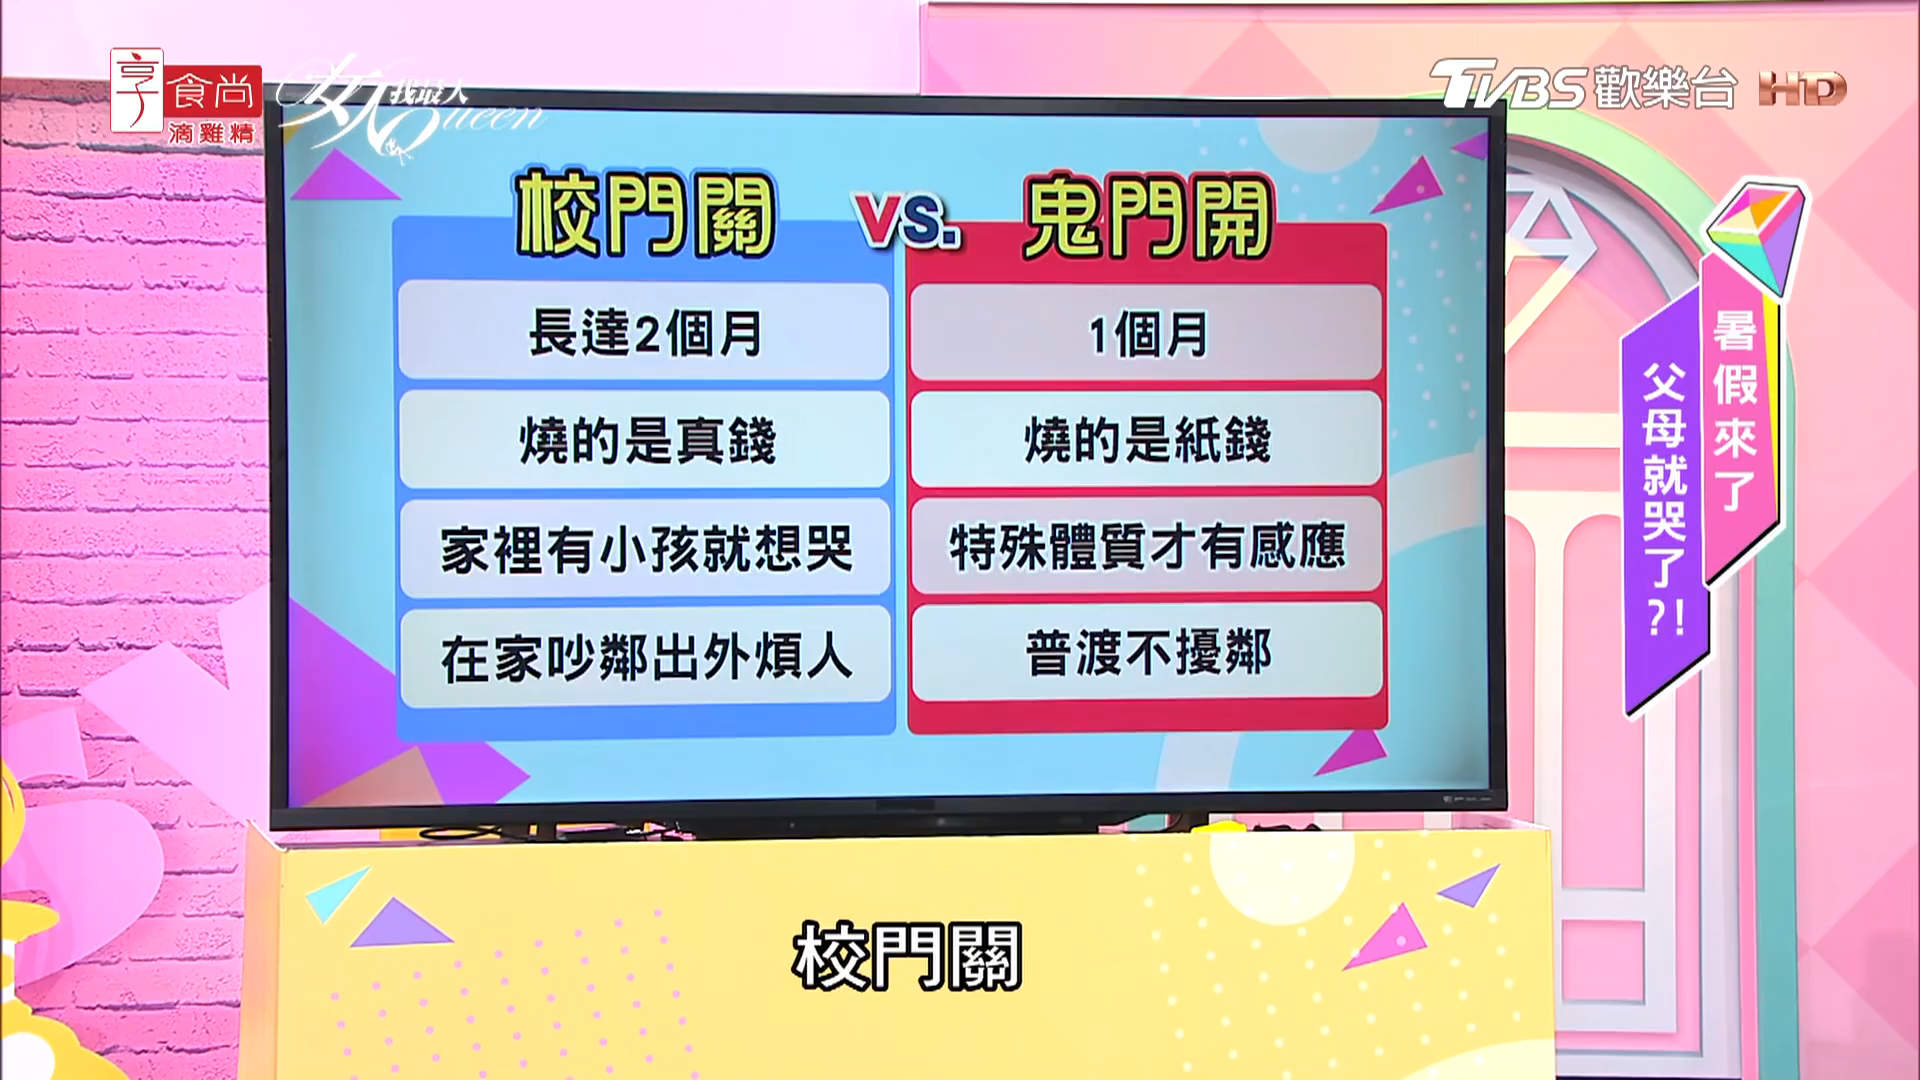 享
食尚
滴雞精
女人我最大
Queen
TVBS歡樂台 HD
校門關 VS. 鬼門開
長達2個月
1個月
燒的是真錢
燒的是紙錢
家裡有小孩就想哭
特殊體質才有感應
在家吵鄰出外煩人
普渡不擾鄰
暑假來了
父母就哭了?!
校門關